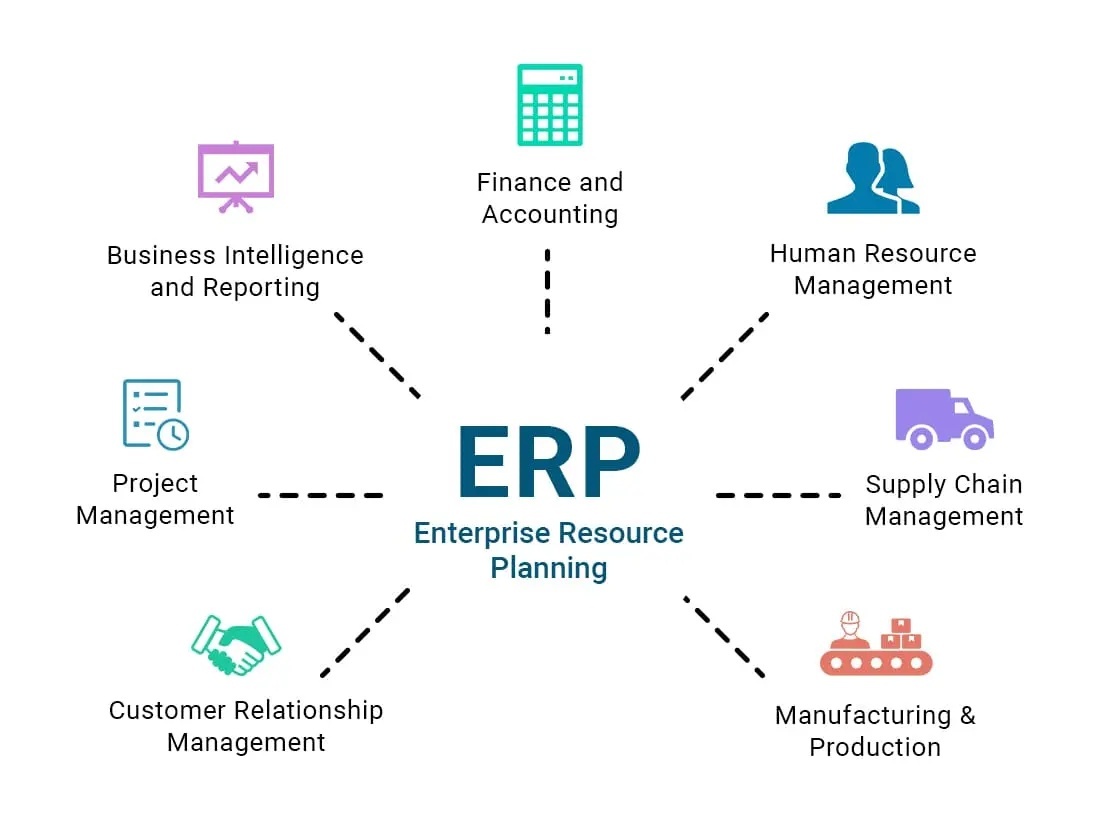 Finance and
Accounting
Business Intelligence
and Reporting
Human Resource
Management
Project
Management
ERP
Enterprise Resource
Planning
Supply Chain
Management
Customer Relationship
Management
Manufacturing &
Production